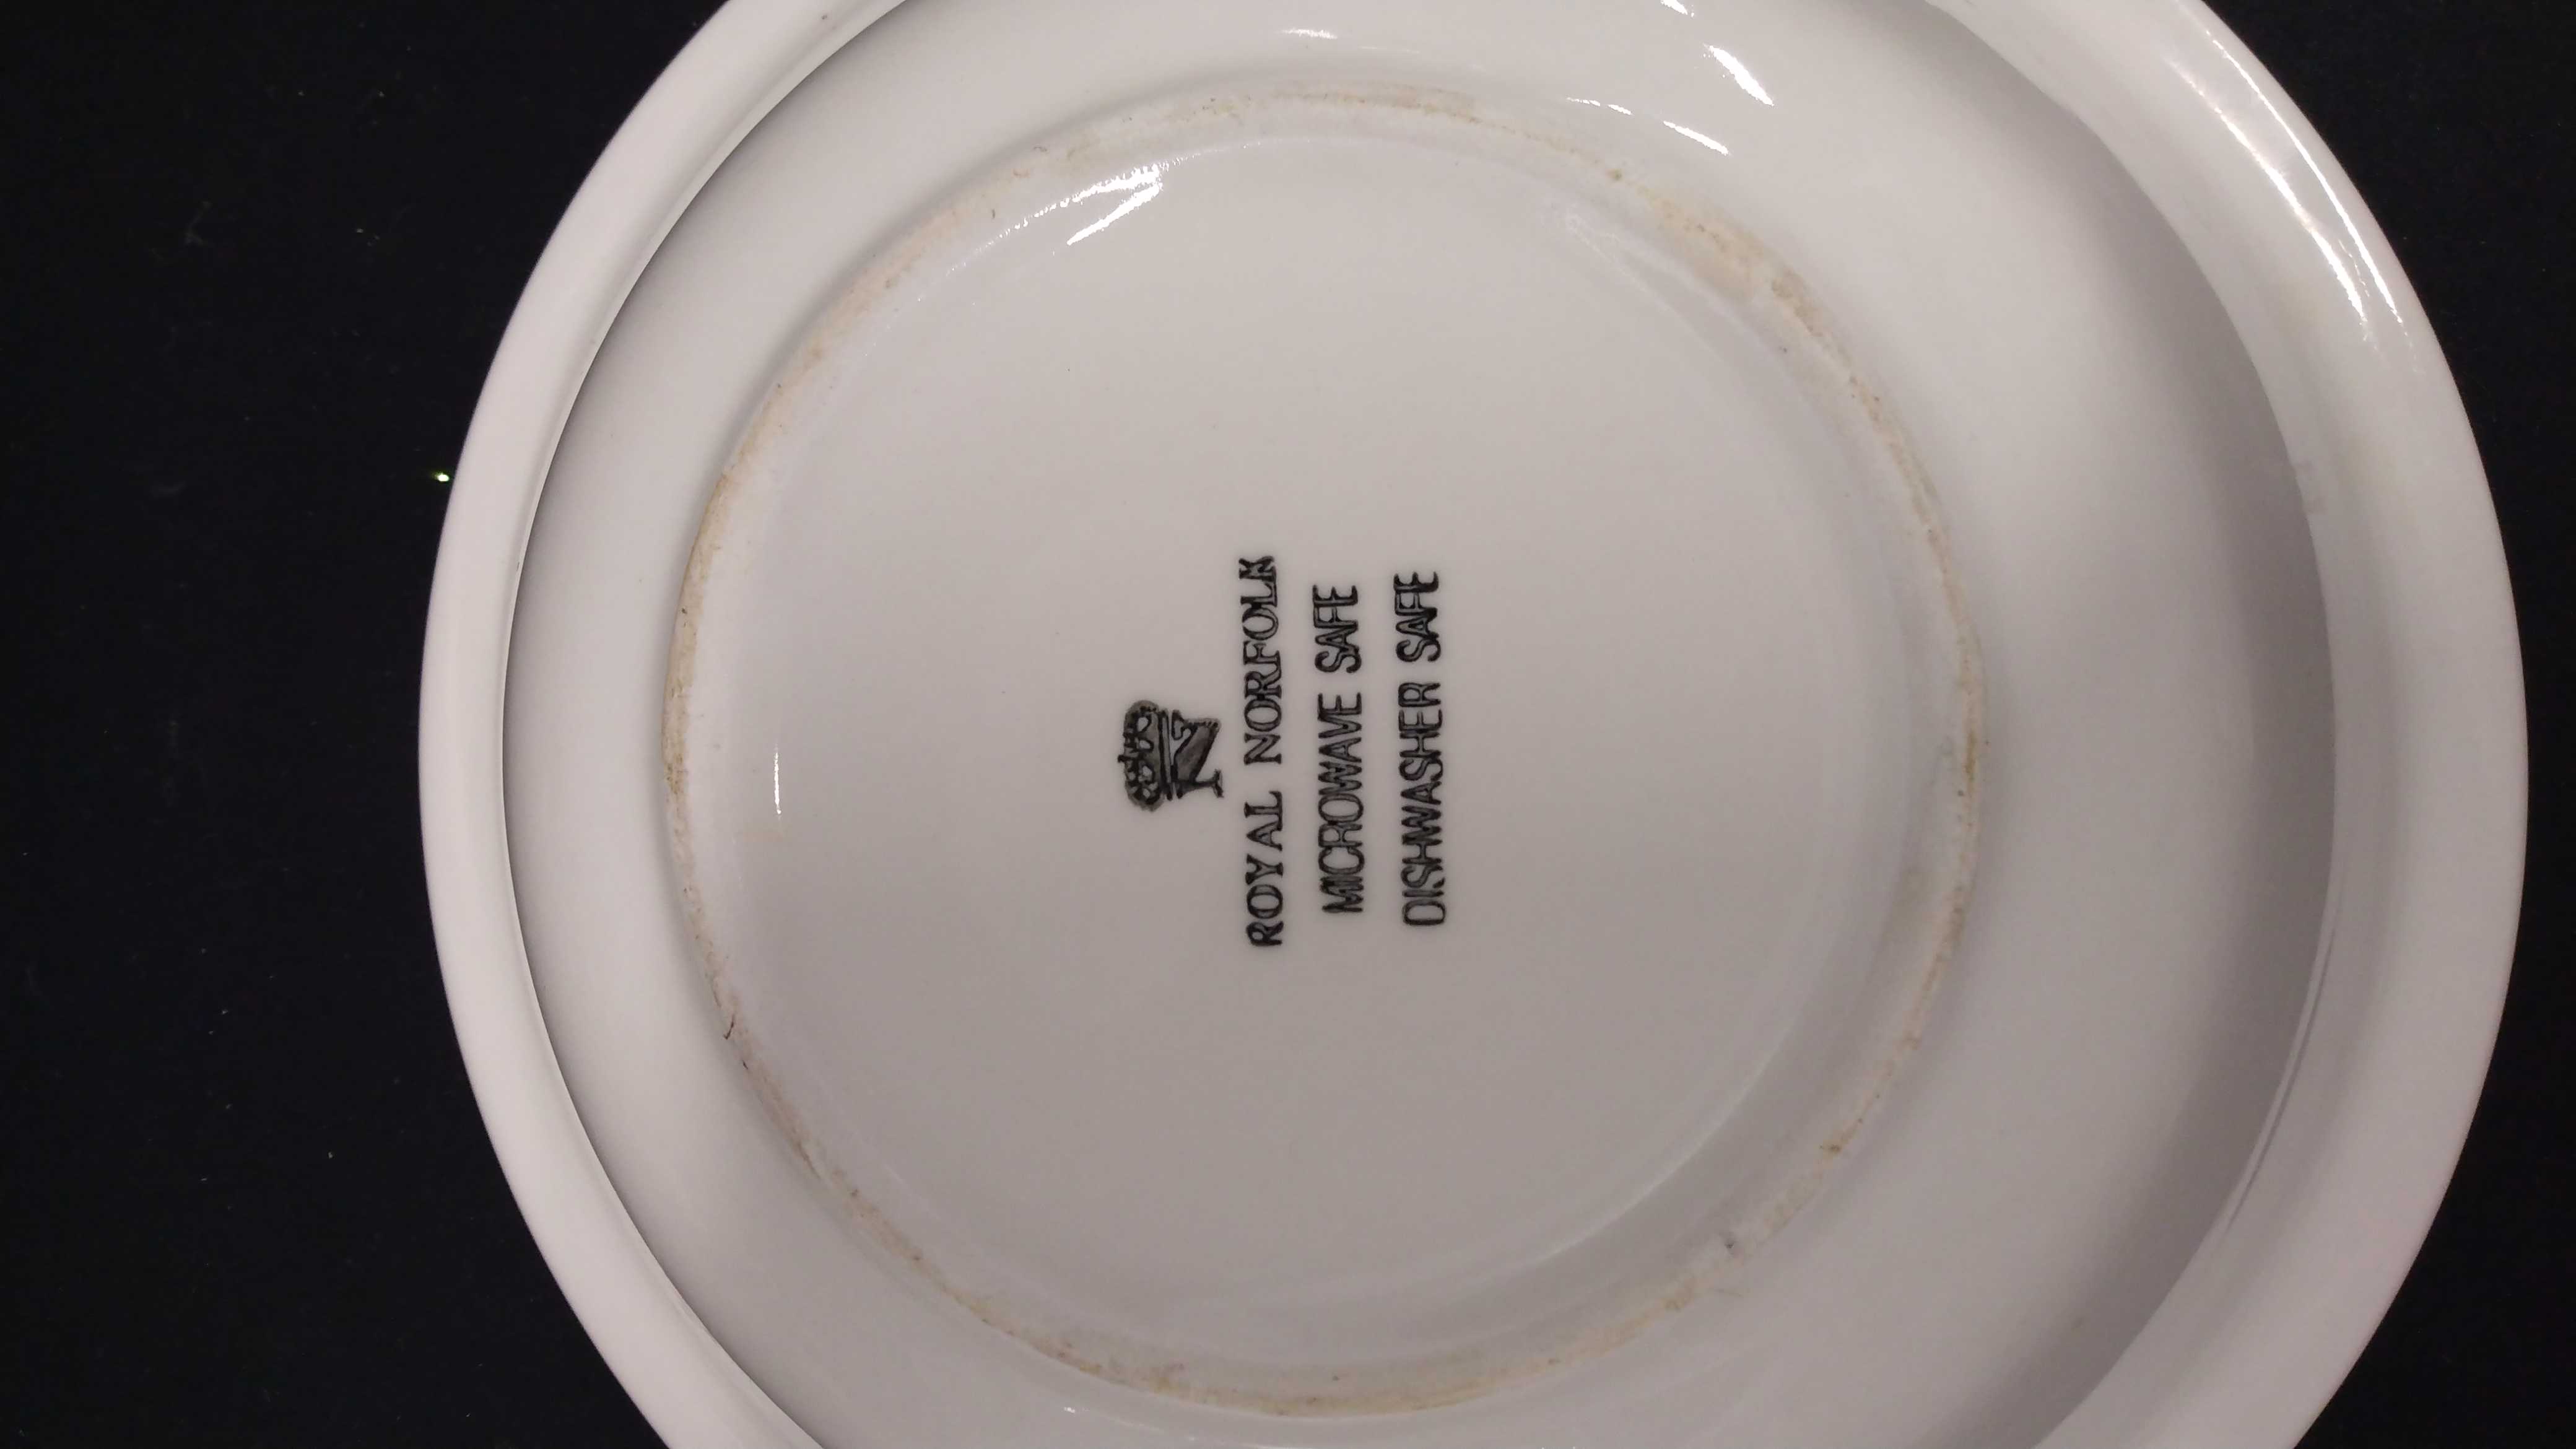 N
ROYAL NORFOLK
MICROWAVE SAFE
DISHWASHER SAFE